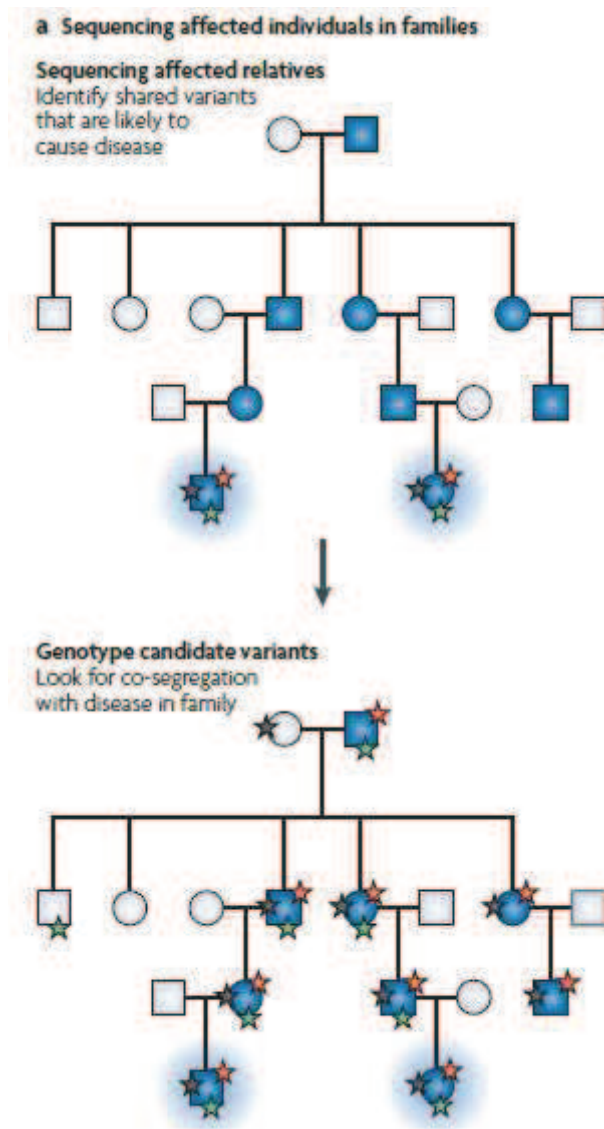 a Sequencing affected individuals in families
Sequencing affected relatives
Identify shared variants
that are likely to
cause disease
Genotype candidate variants
Look for co-segregation
with disease in family